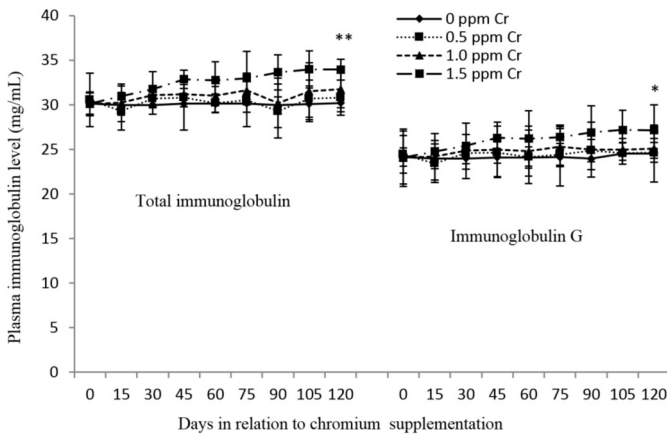 Plasma immunoglobulin level (mg/mL)
40
35
30
25
20
15
10
5
0
0 ppm Cr
0.5 ppm Cr
1.0 ppm Cr
1.5 ppm Cr
**
*
Total immunoglobulin
Immunoglobulin G
0 15 30 45 60 75 90 105 120 0 15 30 45 60 75 90 105 120
Days in relation to chromium supplementation